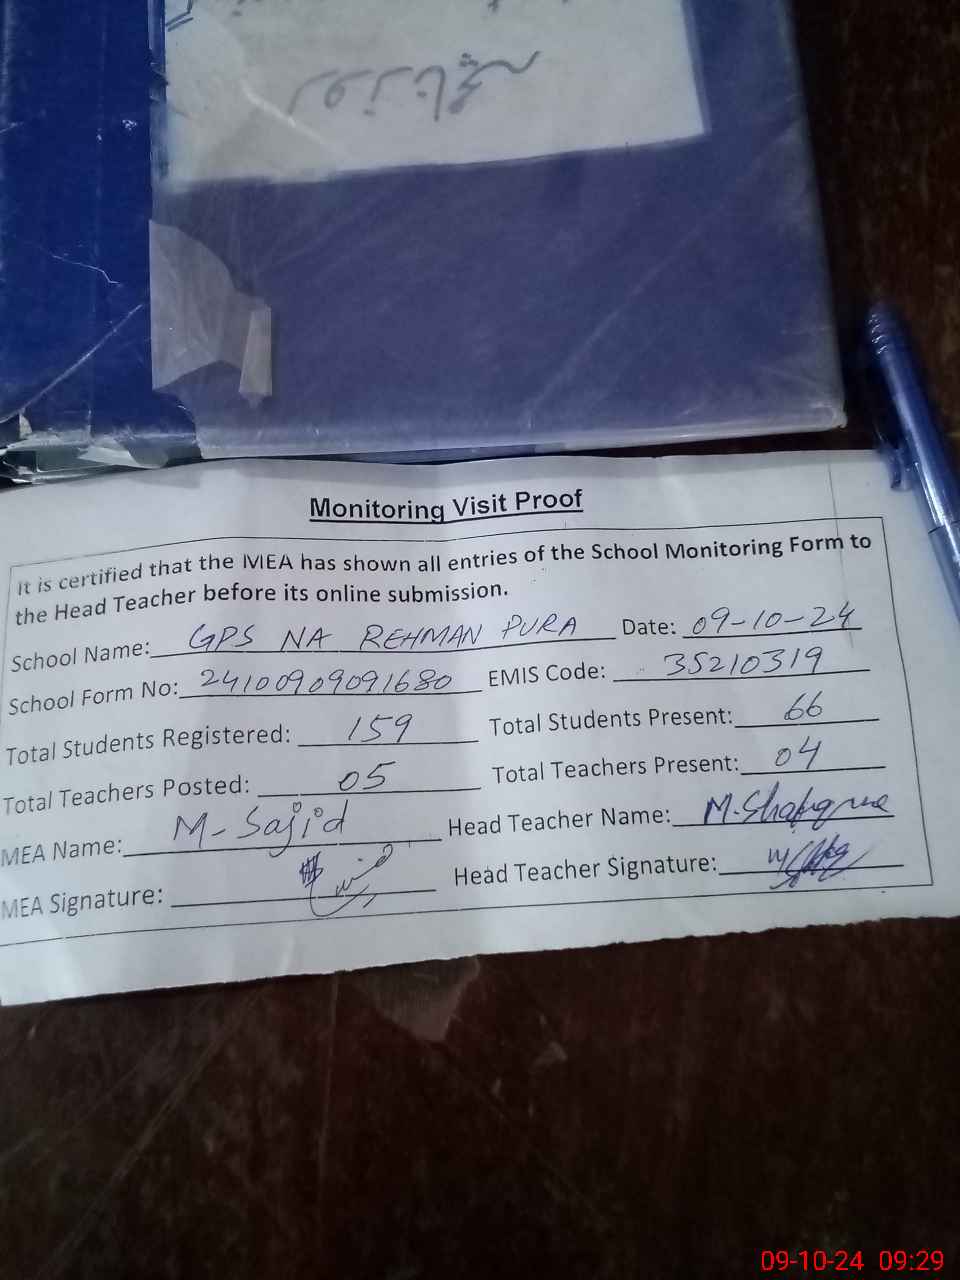 Monitoring Visit Proof
It is certified that the MEA has shown all entries of the School Monitoring Form to
the Head Teacher before its online submission.
School Name: GPS NA REHMAN PURA Date: 09-10-24
School Form No: 24100909091680 EMIS Code: 35210319
Total Students Registered: 159 Total Students Present: 66
Total Teachers Posted: 05 Total Teachers Present: 04
MEA Name: M-Sajid Head Teacher Name: M.Shafique
MEA Signature: Head Teacher Signature:
09-10-24 09:29